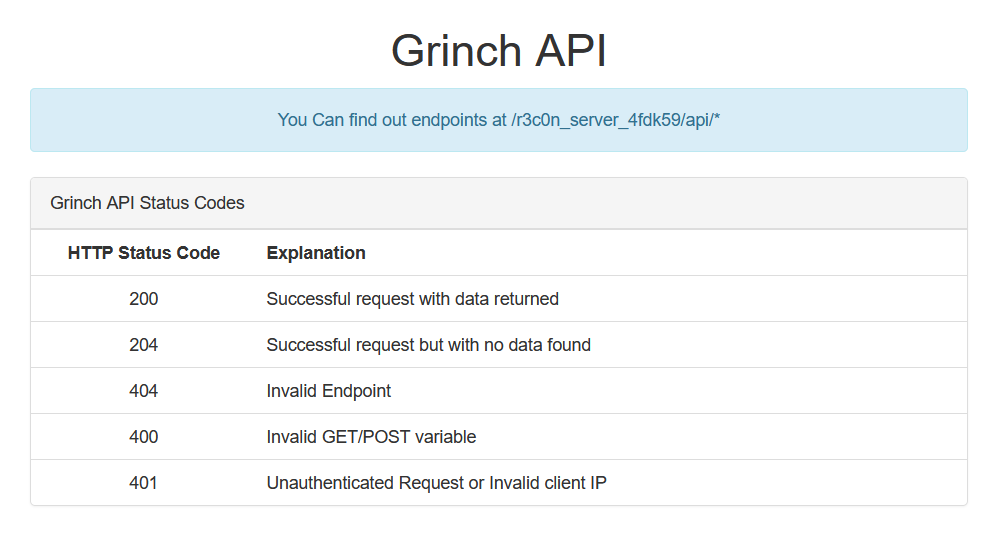 Grinch API
You Can find out endpoints at /r3c0n_server_4fdk59/api/*
Grinch API Status Codes
HTTP Status Code Explanation
200 Successful request with data returned
204 Successful request but with no data found
404 Invalid Endpoint
400 Invalid GET/POST variable
401 Unauthenticated Request or Invalid client IP